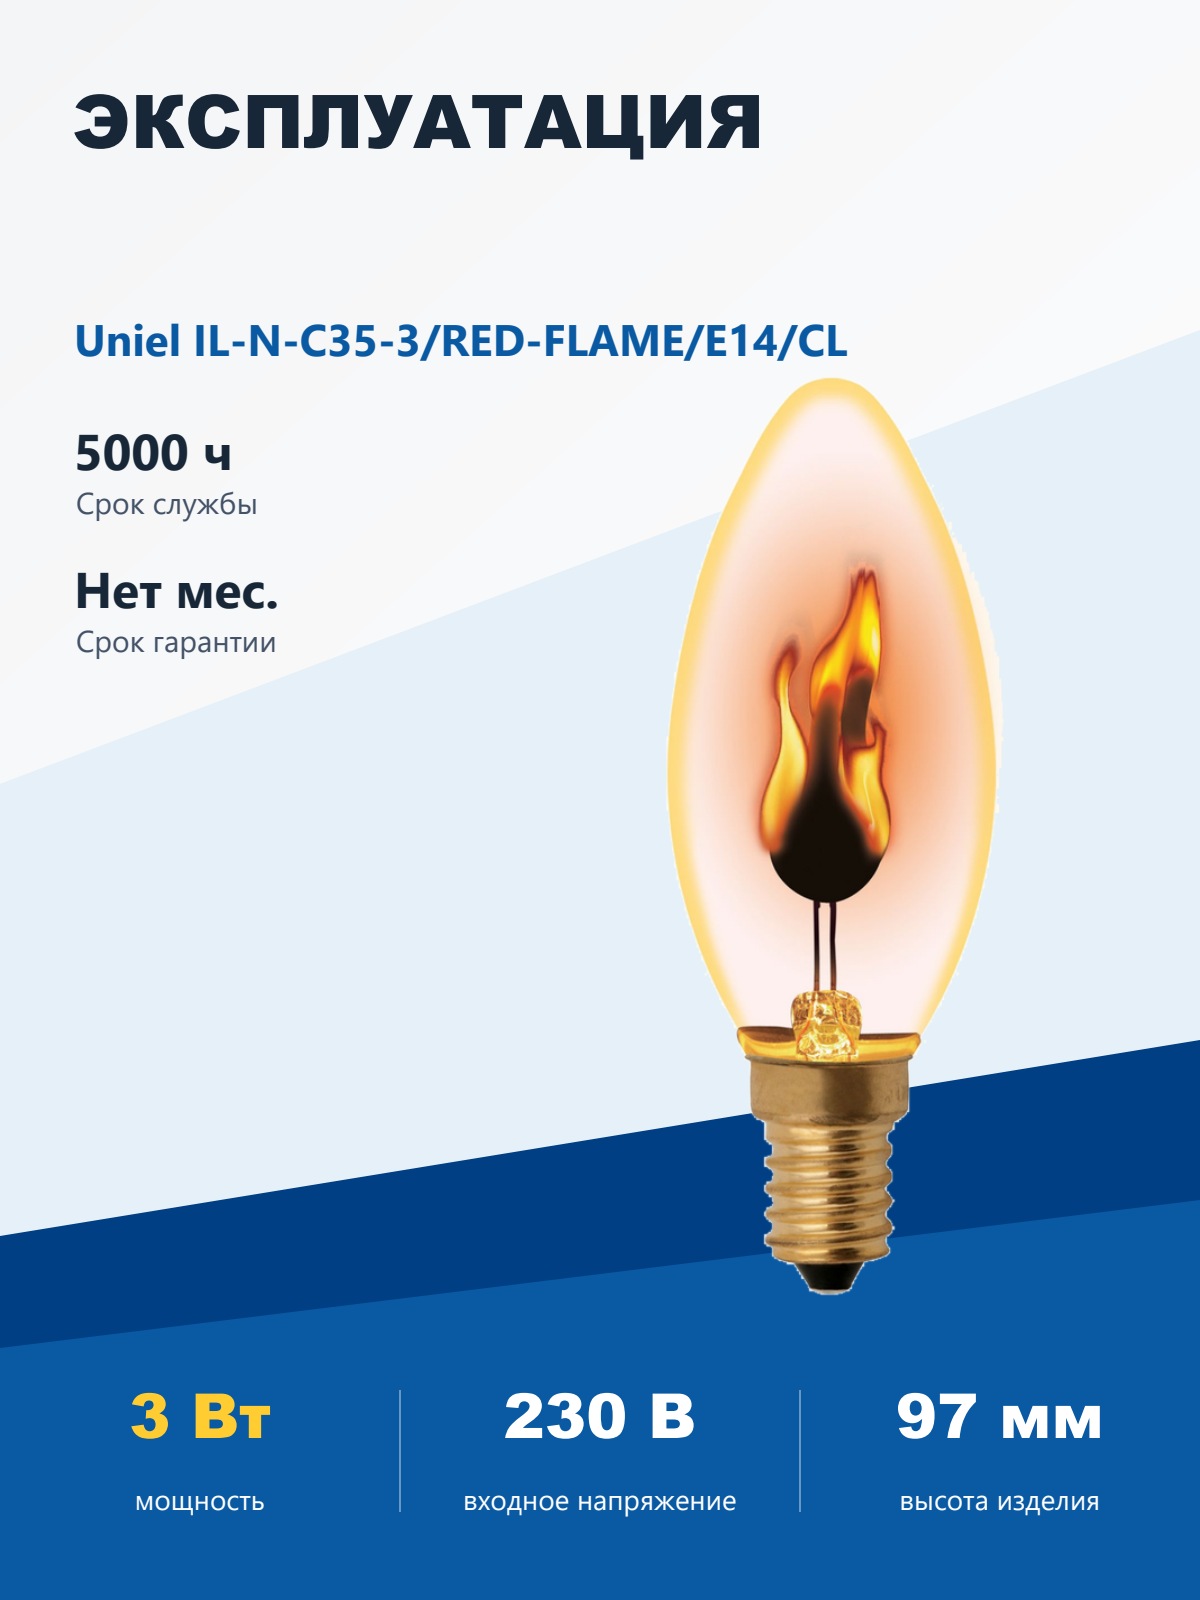 ЭКСПЛУАТАЦИЯ
Uniel IL-N-C35-3/RED-FLAME/E14/CL
5000 ч
Срок службы
Нет мес.
Срок гарантии
3 Вт
мощность
230 В
входное напряжение
97 мм
высота изделия